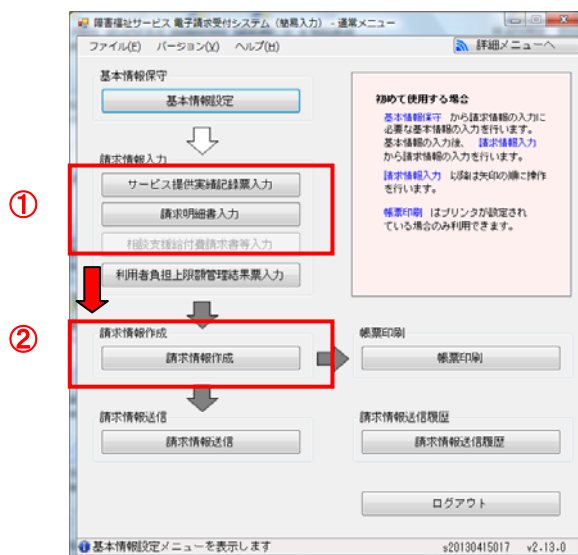 障害福祉サービス 電子請求受付システム（簡易入力） - 通常メニュー
ファイル(F) バージョン(V) ヘルプ(H)
詳細メニューへ
基本情報保守
基本情報設定
初めて使用する場合
基本情報保守 から請求情報の入力に
必要な基本情報の入力を行います。
基本情報の入力後、 請求情報入力
から請求情報の入力を行います。
請求情報入力 以降は矢印の順に操作
を行います。
帳票印刷 はプリンタが設定され
ている場合のみ利用できます。
請求情報入力
①
サービス提供実績記録票入力
請求明細書入力
相談支援給付費請求書等入力
利用者負担上限額管理結果票入力
②
請求情報作成
請求情報作成
帳票印刷
帳票印刷
請求情報送信
請求情報送信
請求情報送信履歴
請求情報送信履歴
ログアウト
基本情報設定メニューを表示します
s20130415017 v2.13.0